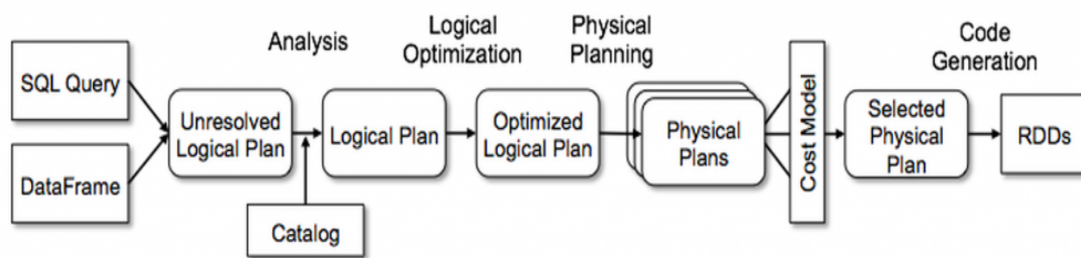 Analysis
Logical
Optimization
Physical
Planning
Code
Generation
SQL Query
DataFrame
Unresolved
Logical Plan
Catalog
Logical Plan
Optimized
Logical Plan
Physical
Plans
Cost Model
Selected
Physical
Plan
RDDs